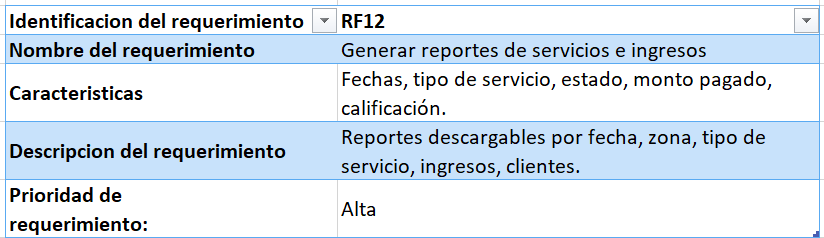 Identificacion del requerimiento RF12
Nombre del requerimiento Generar reportes de servicios e ingresos
Caracteristicas Fechas, tipo de servicio, estado, monto pagado,
calificación.
Descripcion del requerimiento Reportes descargables por fecha, zona, tipo de
servicio, ingresos, clientes.
Prioridad de
requerimiento: Alta